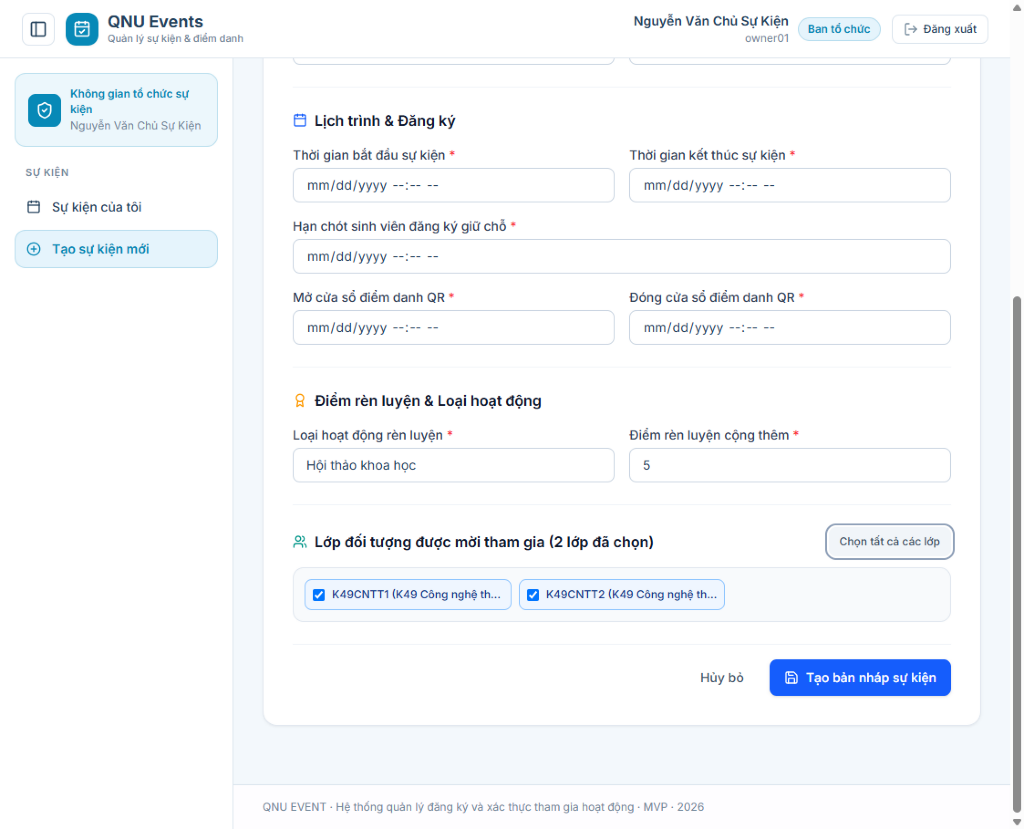 QNU Events
Quản lý sự kiện & điểm danh
Nguyễn Văn Chủ Sự Kiện
owner01
Ban tổ chức
Đăng xuất
Không gian tổ chức sự
kiện
Nguyễn Văn Chủ Sự Kiện
SỰ KIỆN
Sự kiện của tôi
Tạo sự kiện mới
Lịch trình & Đăng ký
Thời gian bắt đầu sự kiện *
Thời gian kết thúc sự kiện *
mm/dd/yyyy --:-- --
mm/dd/yyyy --:-- --
Hạn chót sinh viên đăng ký giữ chỗ *
mm/dd/yyyy --:-- --
Mở cửa sổ điểm danh QR *
Đóng cửa sổ điểm danh QR *
mm/dd/yyyy --:-- --
mm/dd/yyyy --:-- --
Điểm rèn luyện & Loại hoạt động
Loại hoạt động rèn luyện *
Điểm rèn luyện cộng thêm *
Hội thảo khoa học
5
Lớp đối tượng được mời tham gia (2 lớp đã chọn)
Chọn tất cả các lớp
K49CNTT1 (K49 Công nghệ th...
K49CNTT2 (K49 Công nghệ th...
Hủy bỏ
Tạo bản nháp sự kiện
QNU EVENT · Hệ thống quản lý đăng ký và xác thực tham gia hoạt động · MVP · 2026